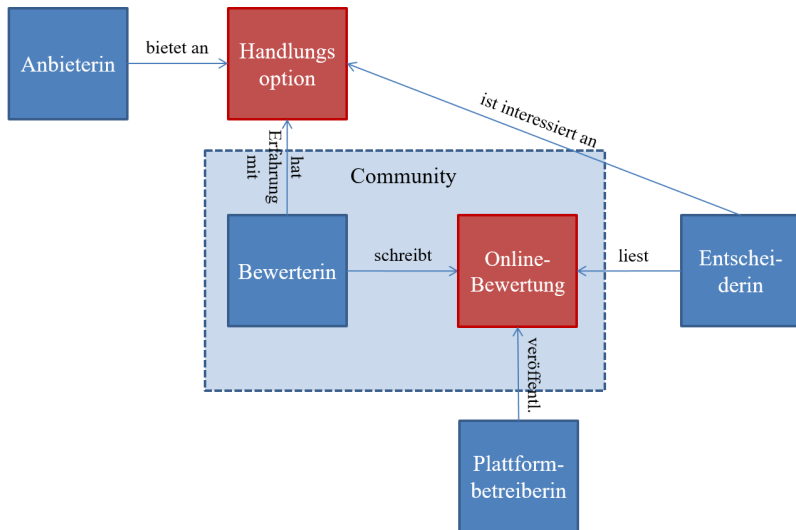 bietet an
Anbieterin
Handlungs
option
ist interessiert an
hat
Erfahrung
mit
Community
Bewerterin
schreibt
Online-
Bewertung
liest
Entschei-
derin
veröffentl.
Plattform-
betreiberin